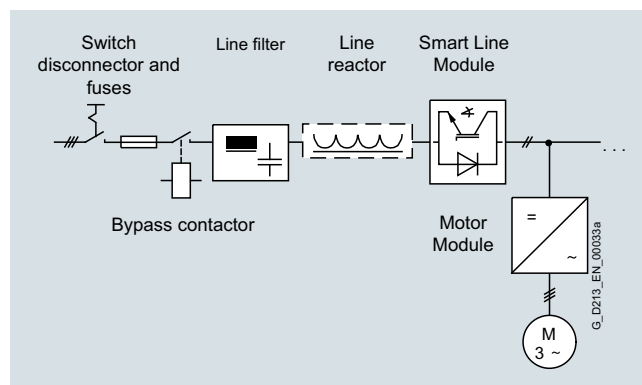 Switch
disconnector and
fuses
Line filter
Line
reactor
Smart Line
Module
Bypass contactor
. . .
Motor
Module
=
~
M
3 ~
G_D213_EN_00033a